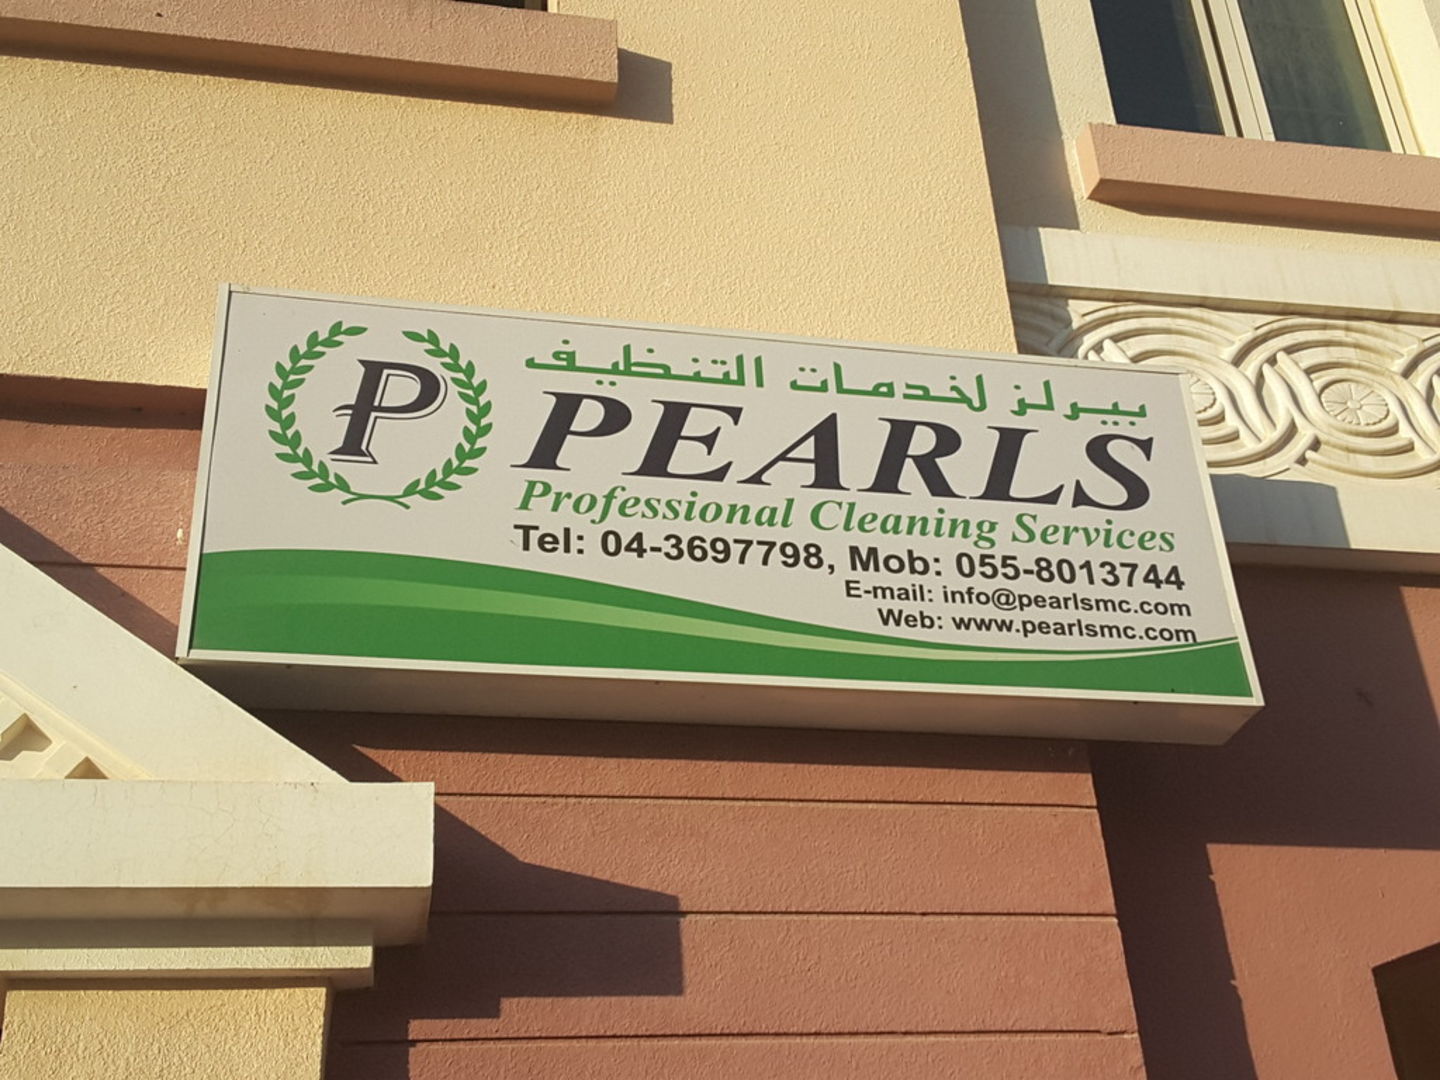 بيرلز لخدمات التنظيف
P
PEARLS
Professional Cleaning Services
Tel: 04-3697798, Mob: 055-8013744
E-mail: info@pearlsmc.com
Web: www.pearlsmc.com